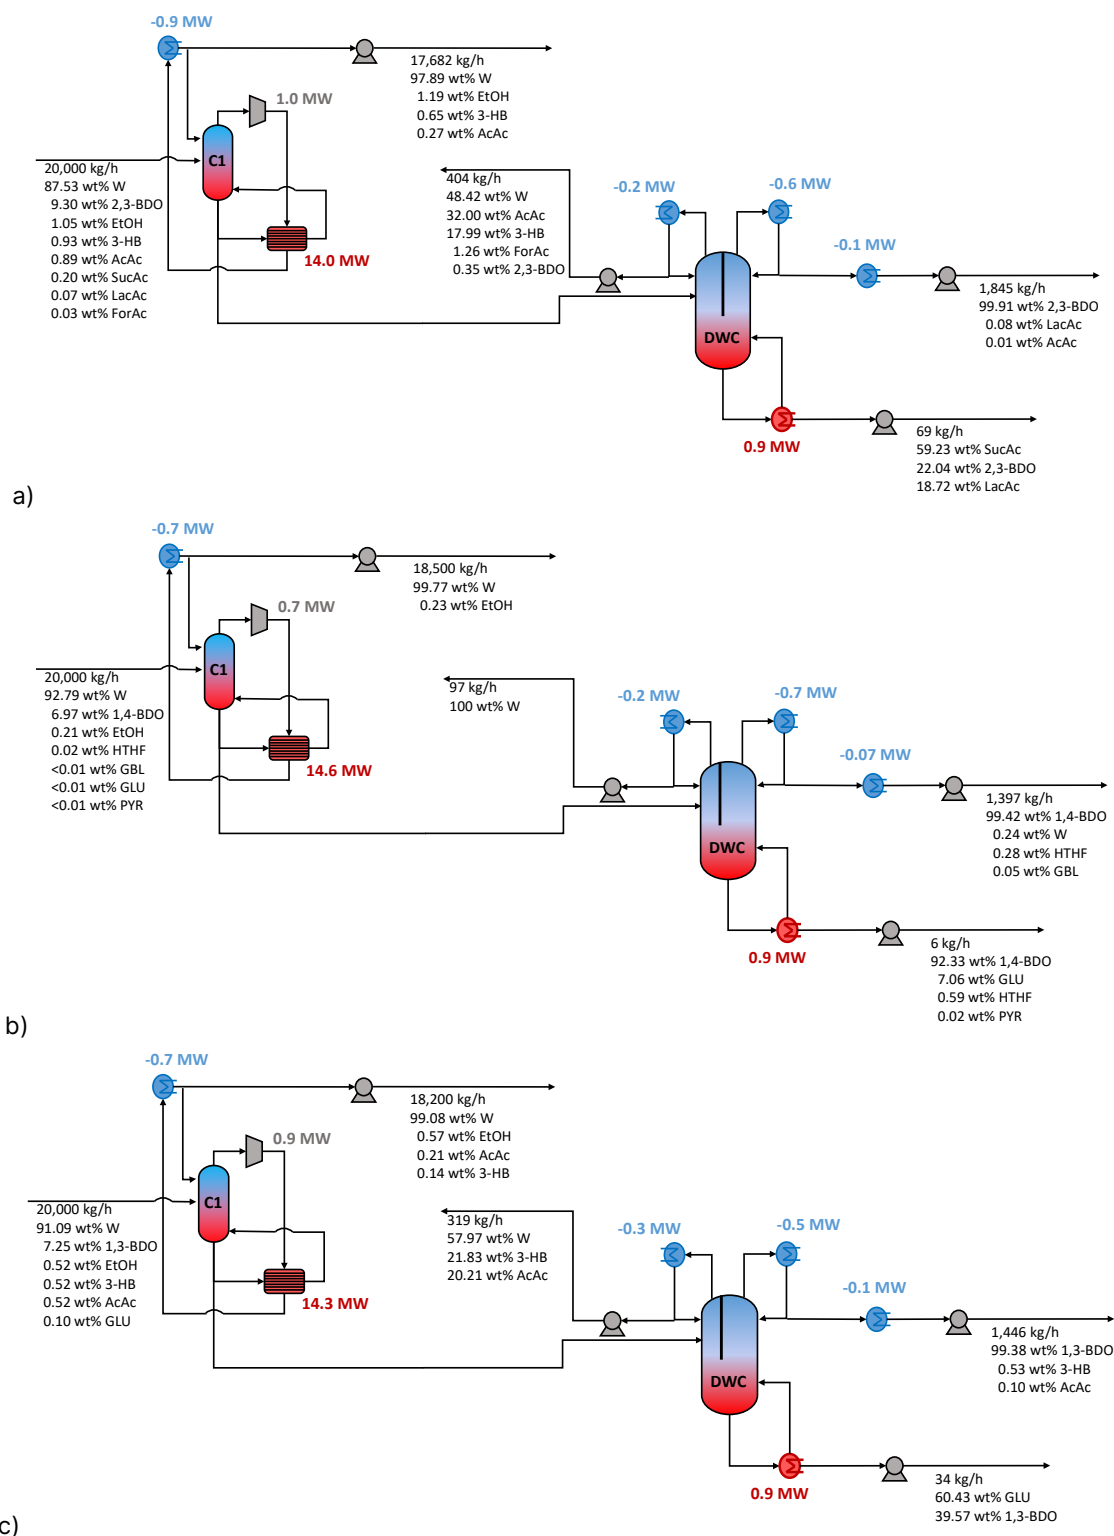 -0.9 MW
17,682 kg/h
97.89 wt% W
1.19 wt% EtOH
0.65 wt% 3-HB
0.27 wt% AcAc
1.0 MW
C1
20,000 kg/h
87.53 wt% W
9.30 wt% 2,3-BDO
1.05 wt% EtOH
0.93 wt% 3-HB
0.89 wt% AcAc
0.20 wt% SucAc
0.07 wt% LacAc
0.03 wt% ForAc
14.0 MW
404 kg/h
48.42 wt% W
32.00 wt% AcAc
17.99 wt% 3-HB
1.26 wt% ForAc
0.35 wt% 2,3-BDO
-0.2 MW
-0.6 MW
-0.1 MW
1,845 kg/h
99.91 wt% 2,3-BDO
0.08 wt% LacAc
0.01 wt% AcAc
DWC
0.9 MW
69 kg/h
59.23 wt% SucAc
22.04 wt% 2,3-BDO
18.72 wt% LacAc
a)
-0.7 MW
18,500 kg/h
99.77 wt% W
0.23 wt% EtOH
0.7 MW
C1
20,000 kg/h
92.79 wt% W
6.97 wt% 1,4-BDO
0.21 wt% EtOH
0.02 wt% HTHF
<0.01 wt% GBL
<0.01 wt% GLU
<0.01 wt% PYR
14.6 MW
97 kg/h
100 wt% W
-0.2 MW
-0.7 MW
-0.07 MW
1,397 kg/h
99.42 wt% 1,4-BDO
0.24 wt% W
0.28 wt% HTHF
0.05 wt% GBL
DWC
0.9 MW
6 kg/h
92.33 wt% 1,4-BDO
7.06 wt% GLU
0.59 wt% HTHF
0.02 wt% PYR
b)
-0.7 MW
18,200 kg/h
99.08 wt% W
0.57 wt% EtOH
0.21 wt% AcAc
0.14 wt% 3-HB
0.9 MW
C1
20,000 kg/h
91.09 wt% W
7.25 wt% 1,3-BDO
0.52 wt% EtOH
0.52 wt% 3-HB
0.52 wt% AcAc
0.10 wt% GLU
14.3 MW
319 kg/h
57.97 wt% W
21.83 wt% 3-HB
20.21 wt% AcAc
-0.3 MW
-0.5 MW
-0.1 MW
1,446 kg/h
99.38 wt% 1,3-BDO
0.53 wt% 3-HB
0.10 wt% AcAc
DWC
0.9 MW
34 kg/h
60.43 wt% GLU
39.57 wt% 1,3-BDO
c)